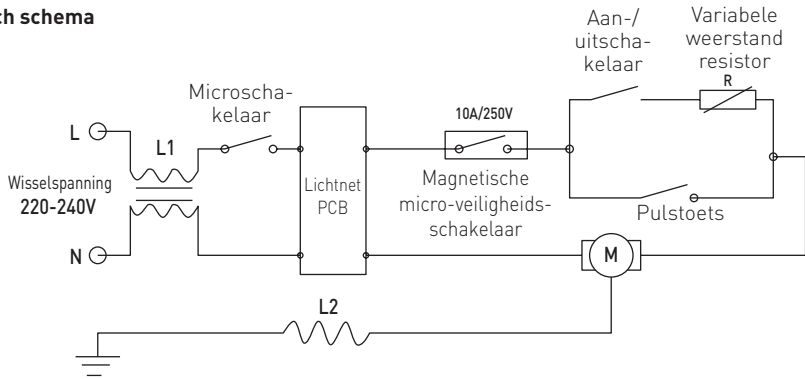 ch schema
Aan-/
uitscha-
kelaar
Variabele
weerstand
resistor
R
Microscha-
kelaar
10A/250V
L
L1
Wisselspanning
220-240V
Lichtnet
PCB
Magnetische
micro-veiligheids-
schakelaar
Pulstoets
N
M
L2